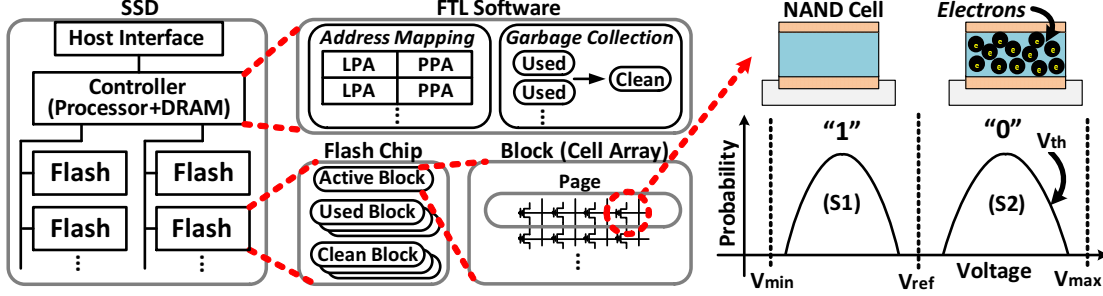 SSD
Host Interface
Controller
(Processor+DRAM)
Flash
Flash
Flash
Flash
⋮
⋮
FTL Software
Address Mapping
LPA PPA
LPA PPA
⋮
Garbage Collection
Used
Used
Clean
⋮
Flash Chip
Active Block
Used Block
Clean Block
Block (Cell Array)
Page
⋮
NAND Cell
Electrons
e e e e e e e e e e e e
Probability
“1”
(S1)
“0”
(S2)
Vth
Vmin
Vref
Voltage
Vmax